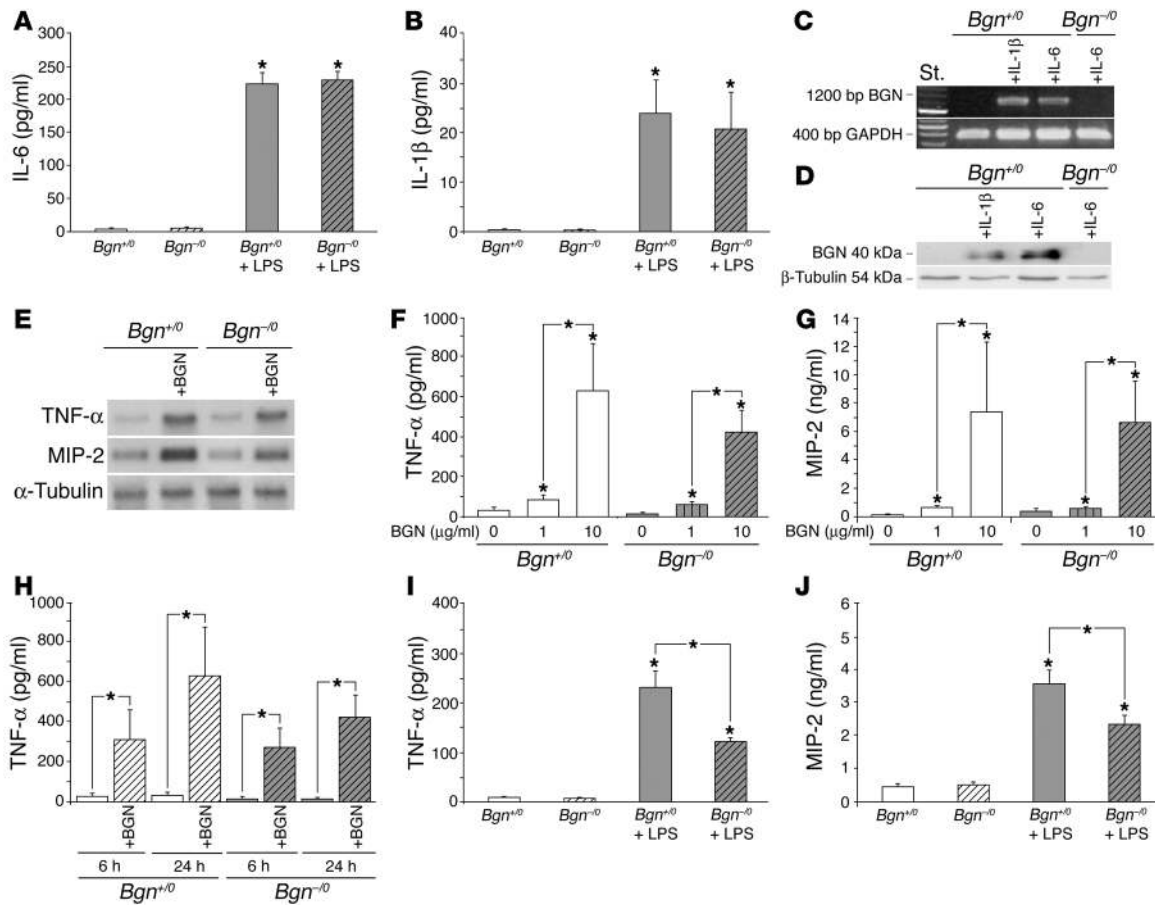 A
IL-6 (pg/ml)
300
250
200
150
100
50
0
*
*
Bgn+/0
Bgn−/0
Bgn+/0
+ LPS
Bgn−/0
+ LPS
B
IL-1β (pg/ml)
40
30
20
10
0
*
*
Bgn+/0
Bgn−/0
Bgn+/0
+ LPS
Bgn−/0
+ LPS
C
Bgn+/0
Bgn−/0
St.
+IL-1β
+IL-6
+IL-6
1200 bp BGN
400 bp GAPDH
D
Bgn+/0
Bgn−/0
+IL-1β
+IL-6
+IL-6
BGN 40 kDa
β-Tubulin 54 kDa
E
Bgn+/0
Bgn−/0
+BGN
+BGN
TNF-α
MIP-2
α-Tubulin
F
TNF-α (pg/ml)
1000
800
600
400
200
0
*
*
*
*
*
*
BGN (μg/ml)
0 1 10 0 1 10
Bgn+/0
Bgn−/0
G
MIP-2 (ng/ml)
14
12
10
8
6
4
2
0
*
*
*
*
*
*
0 1 10 0 1 10
Bgn+/0
Bgn−/0
H
TNF-α (pg/ml)
1000
800
600
400
200
0
*
*
*
*
+BGN
+BGN
+BGN
+BGN
6 h 24 h 6 h 24 h
Bgn+/0
Bgn−/0
I
TNF-α (pg/ml)
400
300
200
100
0
*
*
*
Bgn+/0
Bgn−/0
Bgn+/0
+ LPS
Bgn−/0
+ LPS
J
MIP-2 (ng/ml)
6
5
4
3
2
1
0
*
*
*
Bgn+/0
Bgn−/0
Bgn+/0
+ LPS
Bgn−/0
+ LPS